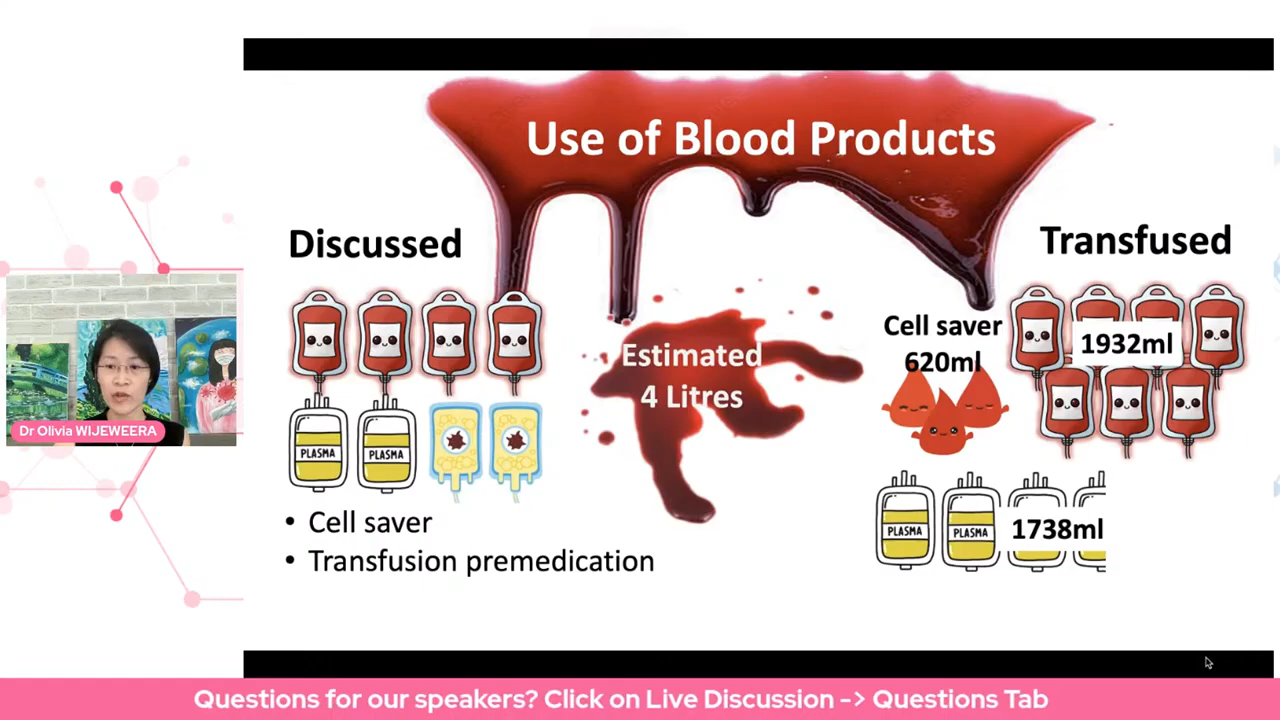 Use of Blood Products
Discussed
Transfused
PLASMA
PLASMA
Estimated
4 Litres
Cell saver
620ml
1932ml
PLASMA
PLASMA
1738ml
• Cell saver
• Transfusion premedication
Dr Olivia WIJEWEERA
Questions for our speakers? Click on Live Discussion -> Questions Tab